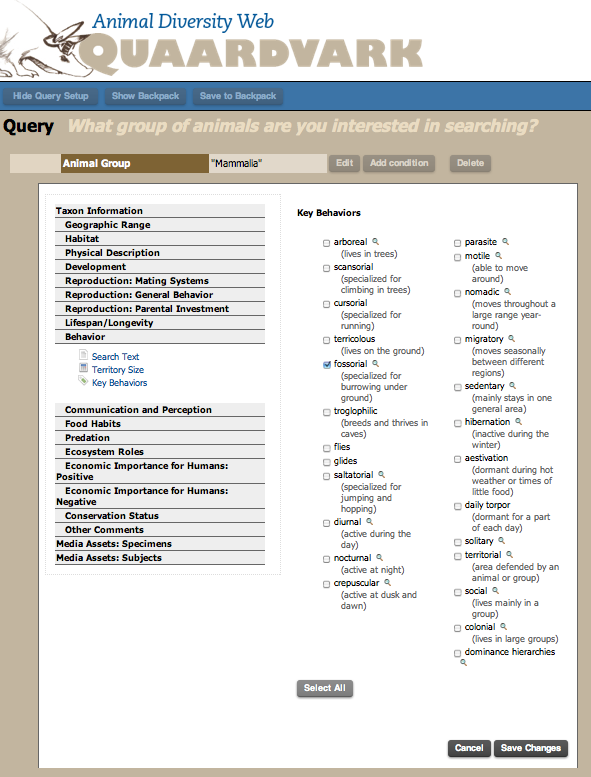 Animal Diversity Web
QUAARDVARK
Hide Query Setup Show Backpack Save to Backpack
Query What group of animals are you interested in searching?
Animal Group "Mammalia" Edit Add condition Delete
Taxon Information
Geographic Range
Habitat
Physical Description
Development
Reproduction: Mating Systems
Reproduction: General Behavior
Reproduction: Parental Investment
Lifespan/Longevity
Behavior
Search Text
Territory Size
Key Behaviors
Communication and Perception
Food Habits
Predation
Ecosystem Roles
Economic Importance for Humans:
Positive
Economic Importance for Humans:
Negative
Conservation Status
Other Comments
Media Assets: Specimens
Media Assets: Subjects
Key Behaviors
arboreal
(lives in trees)
scansorial
(specialized for
climbing in trees)
cursorial
(specialized for
running)
terricolous
(lives on the ground)
fossorial
(specialized for
burrowing under
ground)
troglophilic
(breeds and thrives in
caves)
flies
glides
saltatorial
(specialized for
jumping and
hopping)
diurnal
(active during the
day)
nocturnal
(active at night)
crepuscular
(active at dusk and
dawn)
parasite
motile
(able to move
around)
nomadic
(moves throughout a
large range year-
round)
migratory
(moves seasonally
between different
regions)
sedentary
(mainly stays in one
general area)
hibernation
(inactive during the
winter)
aestivation
(dormant during hot
weather or times of
little food)
daily torpor
(dormant for a part
of each day)
solitary
territorial
(area defended by an
animal or group)
social
(lives mainly in a
group)
colonial
(lives in large groups)
dominance hierarchies
Select All
Cancel Save Changes